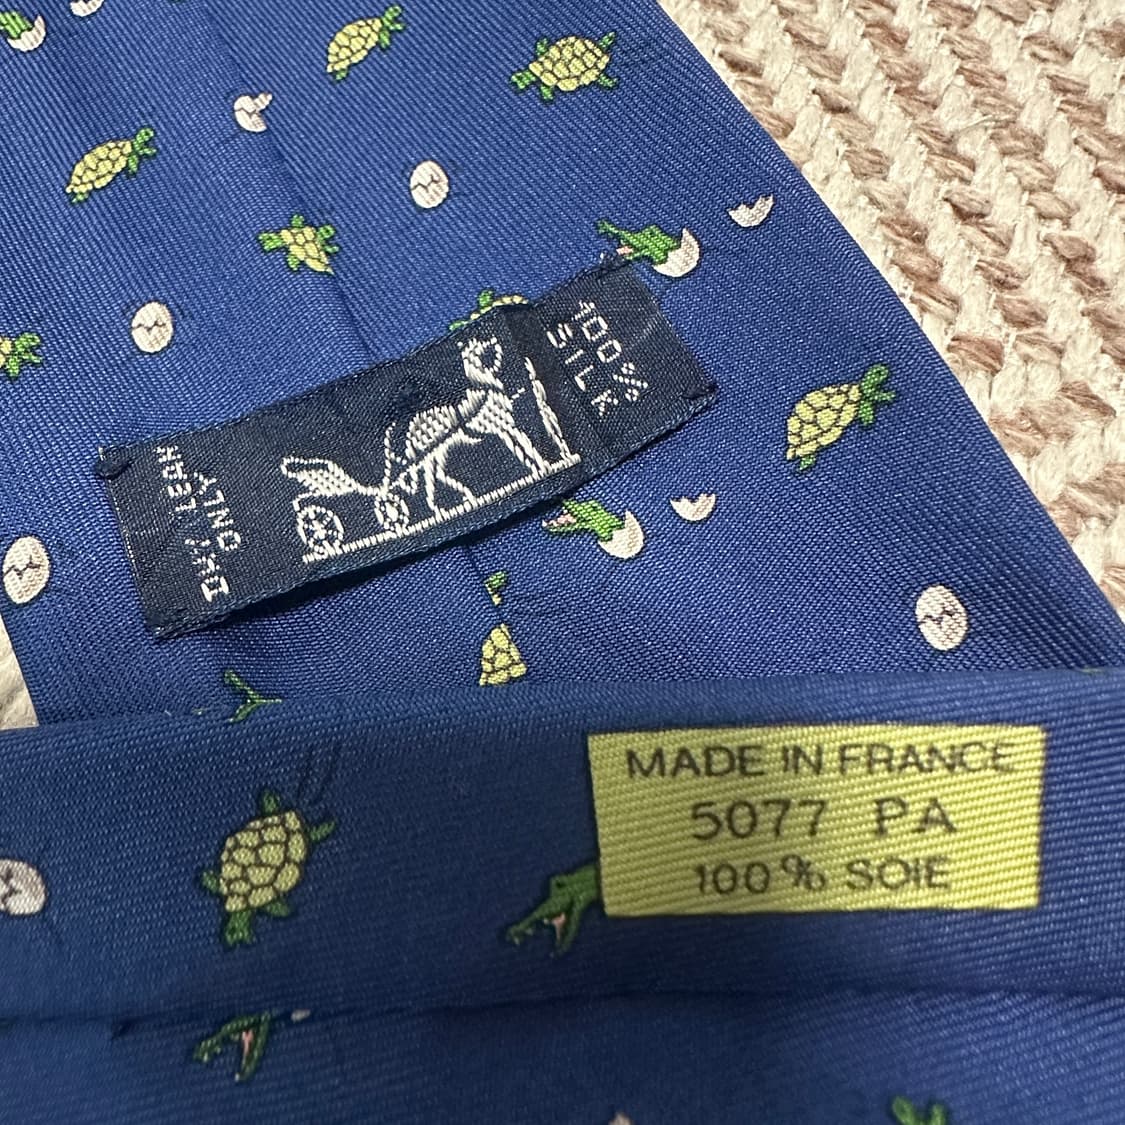 100%
SILK
DRY CLEAN
ONLY
MADE IN FRANCE
5077 PA
100% SOIE